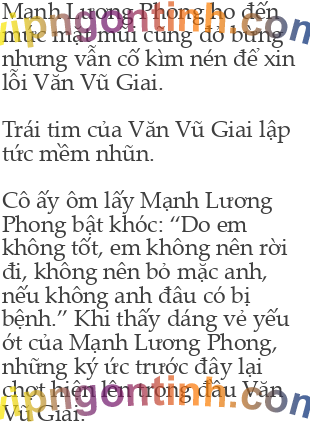 Mạnh Lương Phong ho đến
mức mặt mũi cũng đỏ bừng
nhưng vẫn cố kìm nén để xin
lỗi Văn Vũ Giai.
Trái tim của Văn Vũ Giai lập
tức mềm nhũn.
Cô ấy ôm lấy Mạnh Lương
Phong bật khóc: “Do em
không tốt, em không nên rời
đi, không nên bỏ mặc anh,
nếu không anh đâu có bị
bệnh.” Khi thấy dáng vẻ yếu
ớt của Mạnh Lương Phong,
những ký ức trước đây lại
chợt hiện lên trong đầu Văn
Vũ Giai.